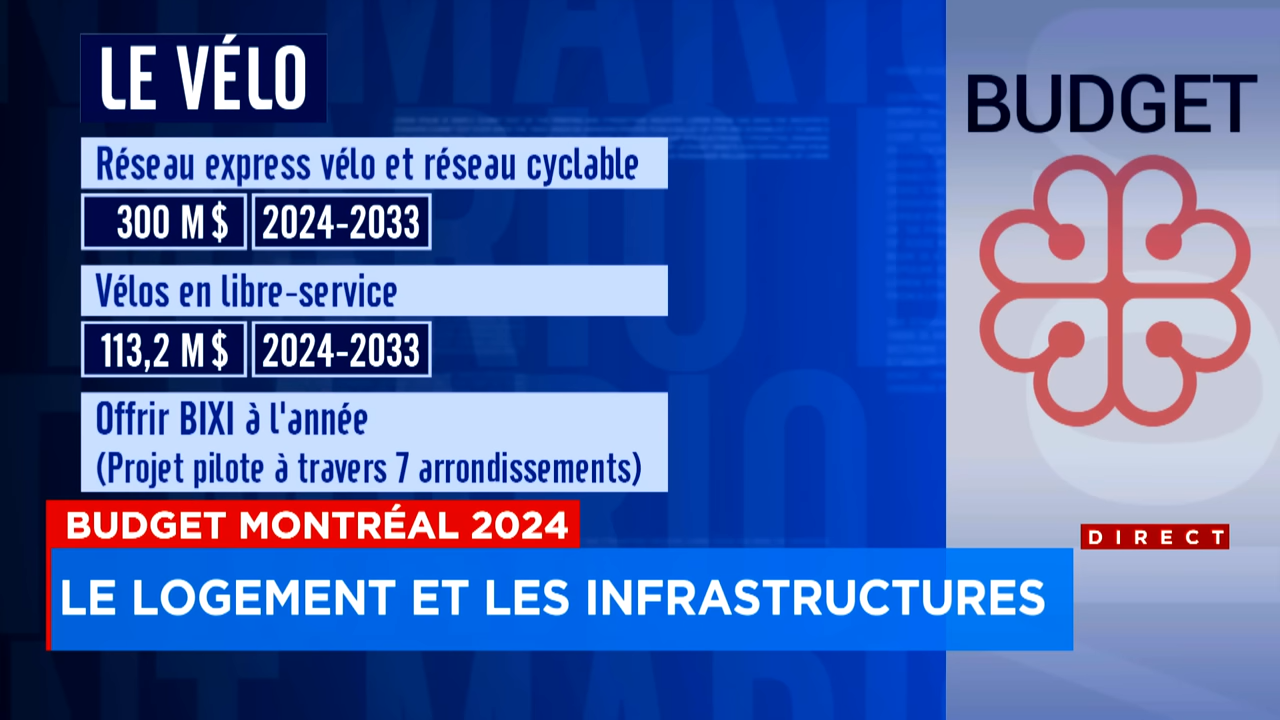 LE VÉLO
Réseau express vélo et réseau cyclable
300 M $ 2024-2033
Vélos en libre-service
113,2 M $ 2024-2033
Offrir BIXI à l'année
(Projet pilote à travers 7 arrondissements)
BUDGET MONTRÉAL 2024
LE LOGEMENT ET LES INFRASTRUCTURES
BUDGET
DIRECT